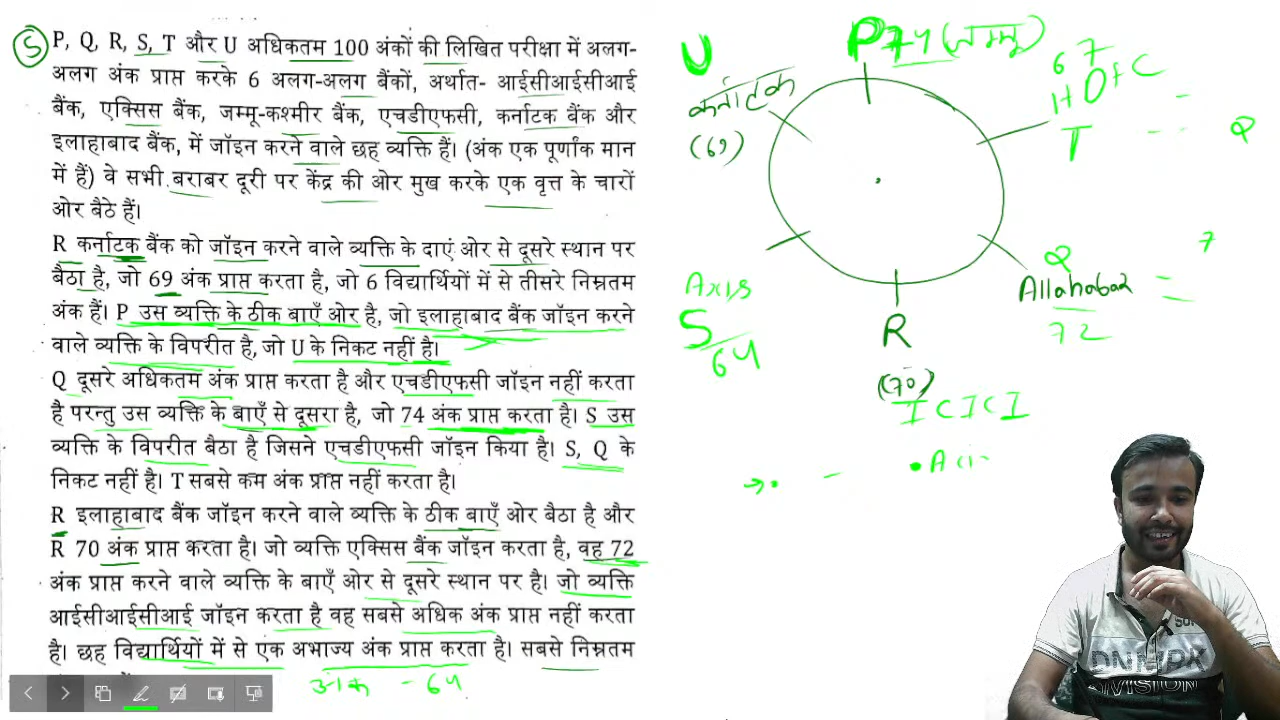 (5) P, Q, R, S, T और U अधिकतम 100 अंकों की लिखित परीक्षा में अलग-
अलग अंक प्राप्त करके 6 अलग-अलग बैंकों, अर्थात- आईसीआईसीआई
बैंक, एक्सिस बैंक, जम्मू-कश्मीर बैंक, एचडीएफसी, कर्नाटक बैंक और
इलाहाबाद बैंक, में जॉइन करने वाले छह व्यक्ति हैं। (अंक एक पूर्णांक मान
में हैं) वे सभी बराबर दूरी पर केंद्र की ओर मुख करके एक वृत्त के चारों
ओर बैठे हैं।
R कर्नाटक बैंक को जॉइन करने वाले व्यक्ति के दाएं ओर से दूसरे स्थान पर
बैठा है, जो 69 अंक प्राप्त करता है, जो 6 विद्यार्थियों में से तीसरे निम्नतम
अंक हैं। P उस व्यक्ति के ठीक बाएँ ओर है, जो इलाहाबाद बैंक जॉइन करने
वाले व्यक्ति के विपरीत है, जो U के निकट नहीं है।
Q दूसरे अधिकतम अंक प्राप्त करता है और एचडीएफसी जॉइन नहीं करता
है परन्तु उस व्यक्ति के बाएँ से दूसरा है, जो 74 अंक प्राप्त करता है। S उस
व्यक्ति के विपरीत बैठा है जिसने एचडीएफसी जॉइन किया है। S, Q के
निकट नहीं है। T सबसे कम अंक प्राप्त नहीं करता है।
R इलाहाबाद बैंक जॉइन करने वाले व्यक्ति के ठीक बाएँ ओर बैठा है और
R 70 अंक प्राप्त करता है। जो व्यक्ति एक्सिस बैंक जॉइन करता है, वह 72
अंक प्राप्त करने वाले व्यक्ति के बाएँ ओर से दूसरे स्थान पर है। जो व्यक्ति
आईसीआईसीआई जॉइन करता है वह सबसे अधिक अंक प्राप्त नहीं करता
है। छह विद्यार्थियों में से एक अभाज्य अंक प्राप्त करता है। सबसे निम्नतम
- 64
U
P 74 (जम्मू)
कर्नाटक
(69)
67
HDFC
T
Q
7
Q
Allahabad
72
Axis
S
64
R
(70)
ICICI